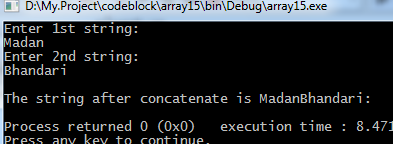 D:\My.Project\codeblock\array15\bin\Debug\array15.exe
Enter 1st string:
Madan
Enter 2nd string:
Bhandari
The string after concatenate is MadanBhandari:
Process returned 0 (0x0)   execution time : 8.471
Press any key to continue.